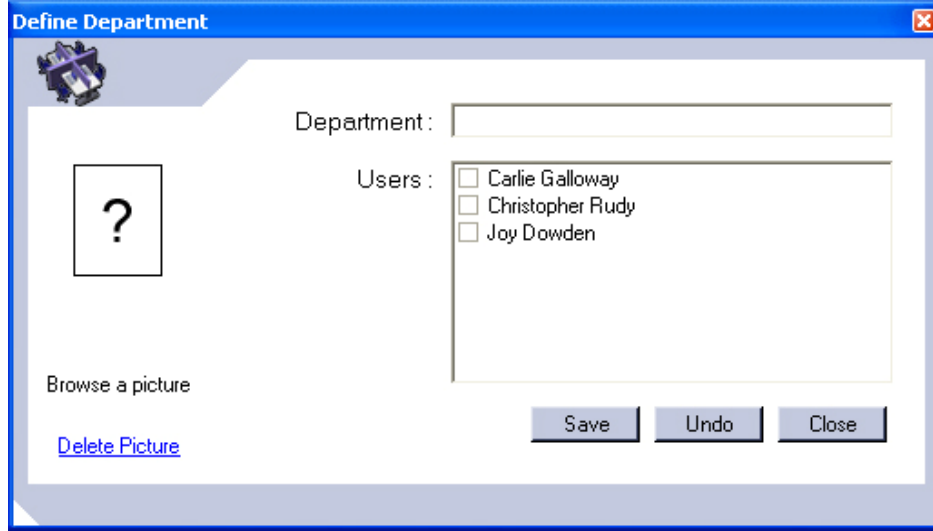 Define Department
Department :
Users :
Carlie Galloway
Christopher Rudy
Joy Dowden
?
Browse a picture
Delete Picture
Save
Undo
Close